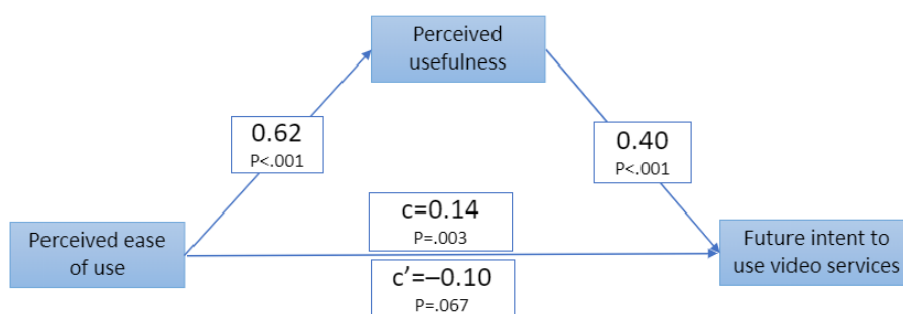 Perceived
usefulness
0.62
P<.001
0.40
P<.001
c=0.14
P=.003
Perceived ease
of use
Future intent to
use video services
c′=–0.10
P=.067